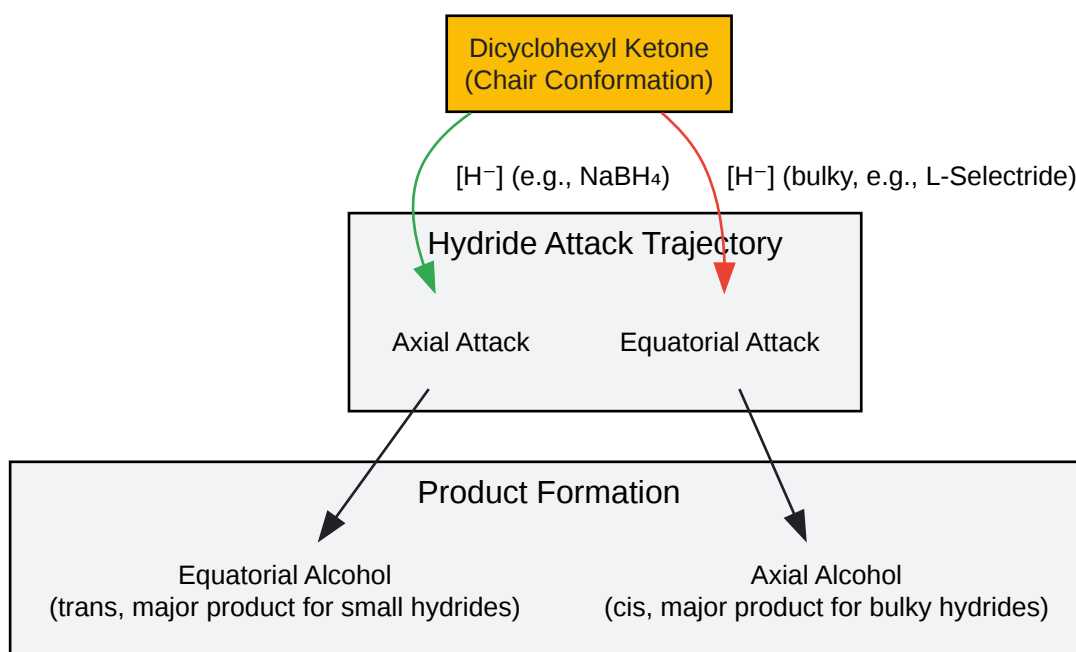 Dicyclohexyl Ketone
(Chair Conformation)
[H⁻] (e.g., NaBH₄)
[H⁻] (bulky, e.g., L-Selectride)
Hydride Attack Trajectory
Axial Attack
Equatorial Attack
Product Formation
Equatorial Alcohol
(trans, major product for small hydrides)
Axial Alcohol
(cis, major product for bulky hydrides)